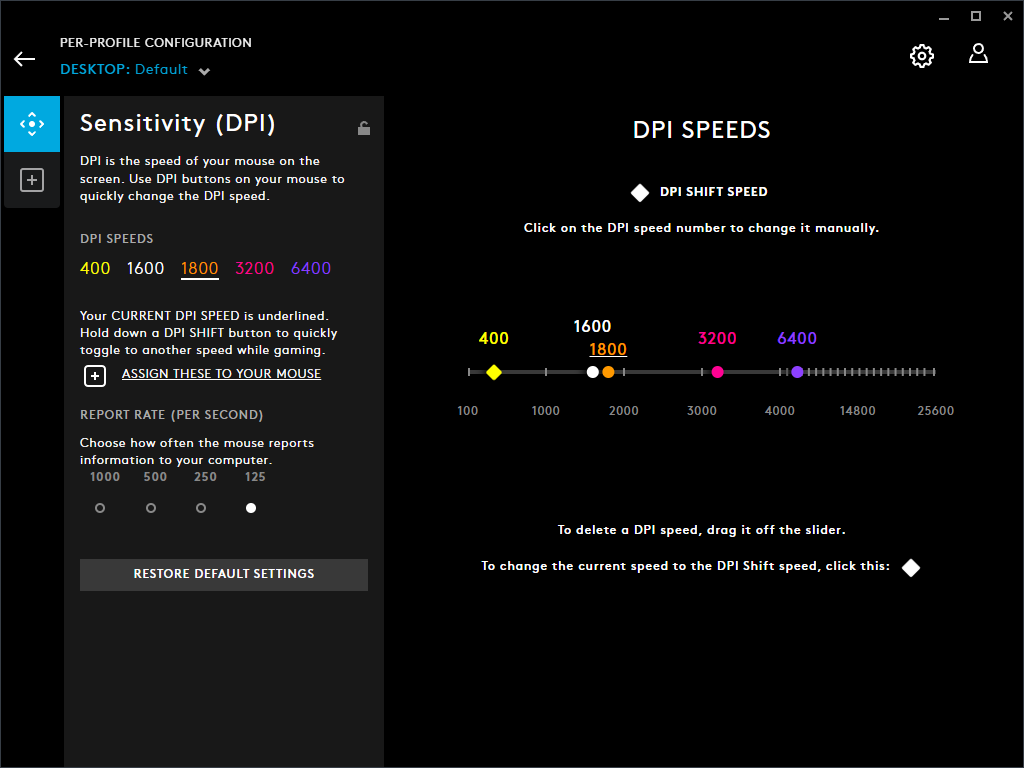 PER-PROFILE CONFIGURATION
DESKTOP: Default
Sensitivity (DPI)
DPI is the speed of your mouse on the
screen. Use DPI buttons on your mouse to
quickly change the DPI speed.
DPI SPEEDS
400 1600 1800 3200 6400
Your CURRENT DPI SPEED is underlined.
Hold down a DPI SHIFT button to quickly
toggle to another speed while gaming.
ASSIGN THESE TO YOUR MOUSE
REPORT RATE (PER SECOND)
Choose how often the mouse reports
information to your computer.
1000 500 250 125
RESTORE DEFAULT SETTINGS
DPI SPEEDS
DPI SHIFT SPEED
Click on the DPI speed number to change it manually.
1600
400 3200 6400
1800
100 1000 2000 3000 4000 14800 25600
To delete a DPI speed, drag it off the slider.
To change the current speed to the DPI Shift speed, click this: